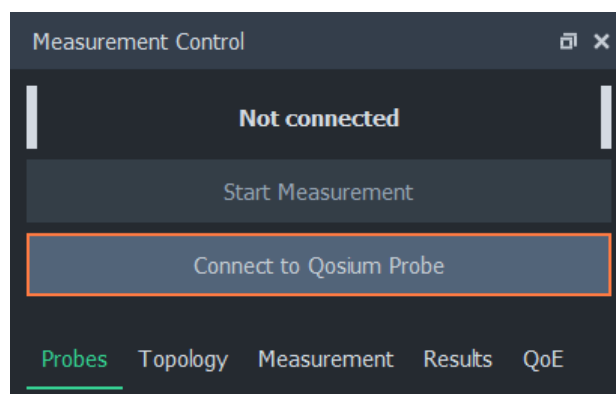 Measurement Control
Not connected
Start Measurement
Connect to Qosium Probe
Probes Topology Measurement Results QoE